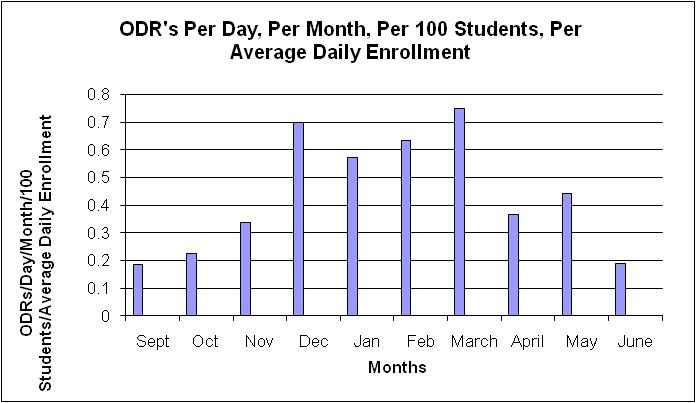 ODR's Per Day, Per Month, Per 100 Students, Per
Average Daily Enrollment
ODRs/Day/Month/100
Students/Average Daily Enrollment
0.8
0.7
0.6
0.5
0.4
0.3
0.2
0.1
0
Sept Oct Nov Dec Jan Feb March April May June
Months